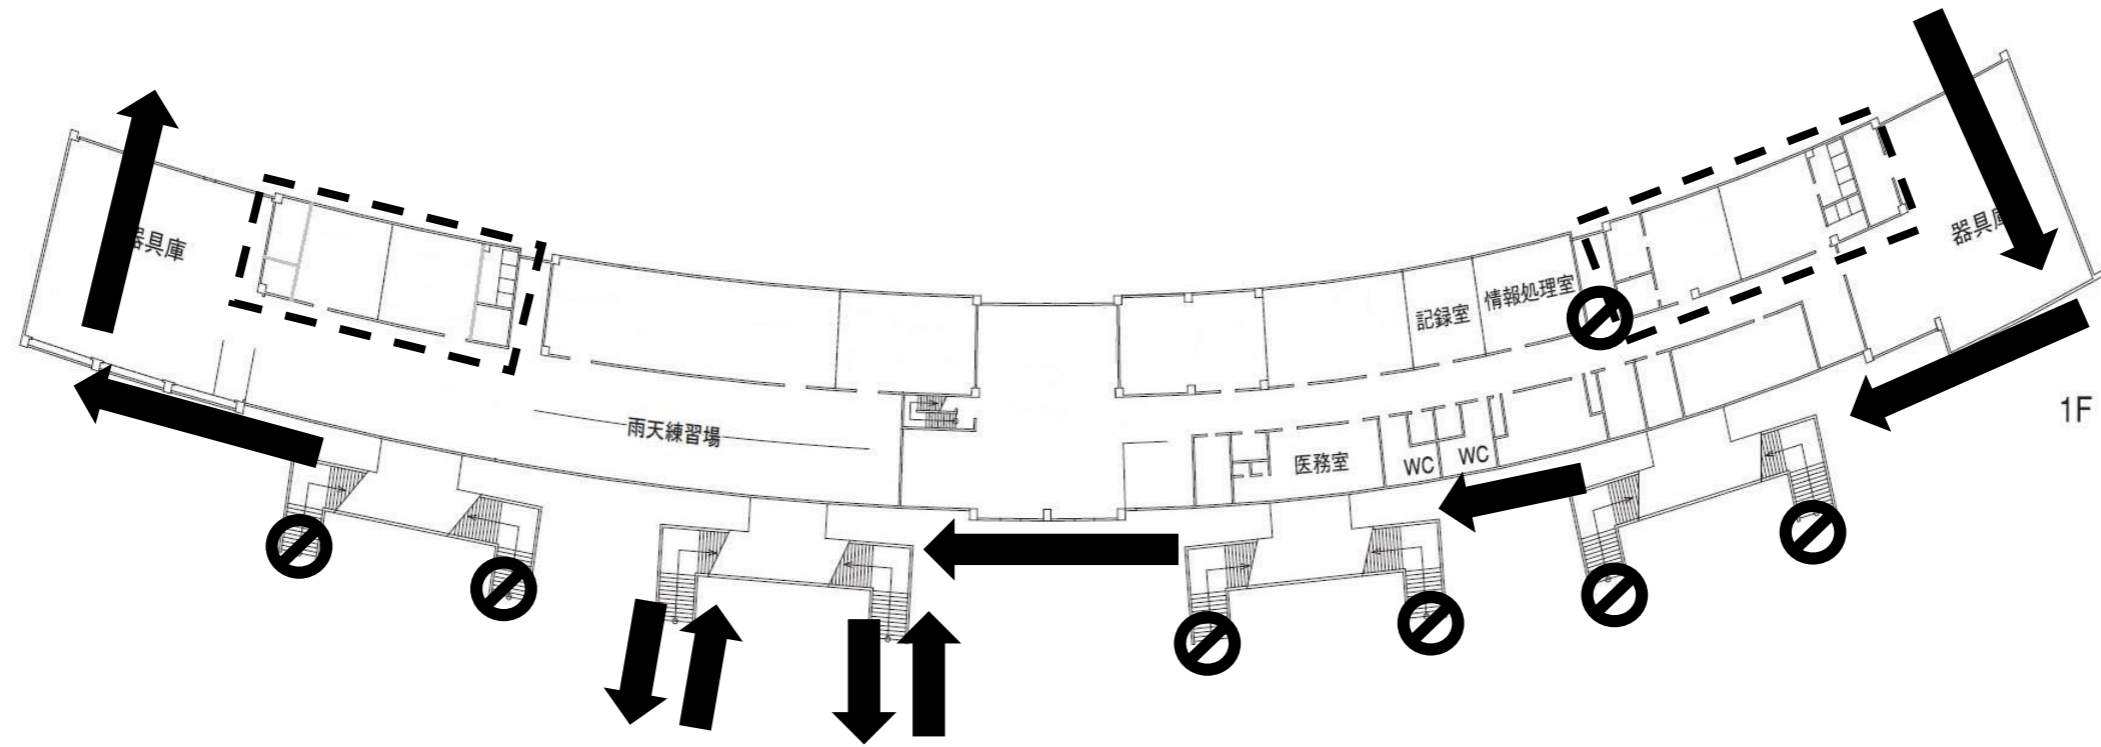 器具庫
雨天練習場
医務室
WC
WC
記録室
情報処理室
器具庫
1F